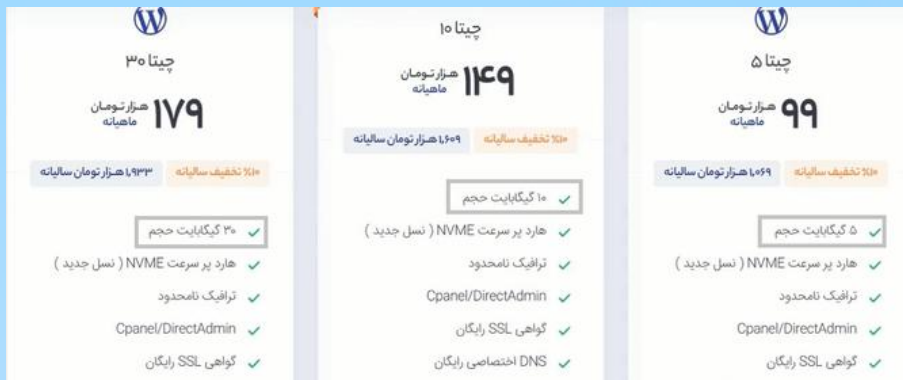 چیتا ۵
۹۹ هزار تومان
ماهیانه
۱۰٪ تخفیف سالیانه ۱,۰۶۹ هزار تومان سالیانه
۵ گیگابایت حجم
هارد پر سرعت NVME ( نسل جدید )
ترافیک نامحدود
Cpanel/DirectAdmin
گواهی SSL رایگان
چیتا ۱۰
۱۴۹ هزار تومان
ماهیانه
۱۰٪ تخفیف سالیانه ۱,۶۰۹ هزار تومان سالیانه
۱۰ گیگابایت حجم
هارد پر سرعت NVME ( نسل جدید )
ترافیک نامحدود
Cpanel/DirectAdmin
گواهی SSL رایگان
DNS اختصاصی رایگان
چیتا ۳۰
۱۷۹ هزار تومان
ماهیانه
۱۰٪ تخفیف سالیانه ۱,۹۳۳ هزار تومان سالیانه
۳۰ گیگابایت حجم
هارد پر سرعت NVME ( نسل جدید )
ترافیک نامحدود
Cpanel/DirectAdmin
گواهی SSL رایگان